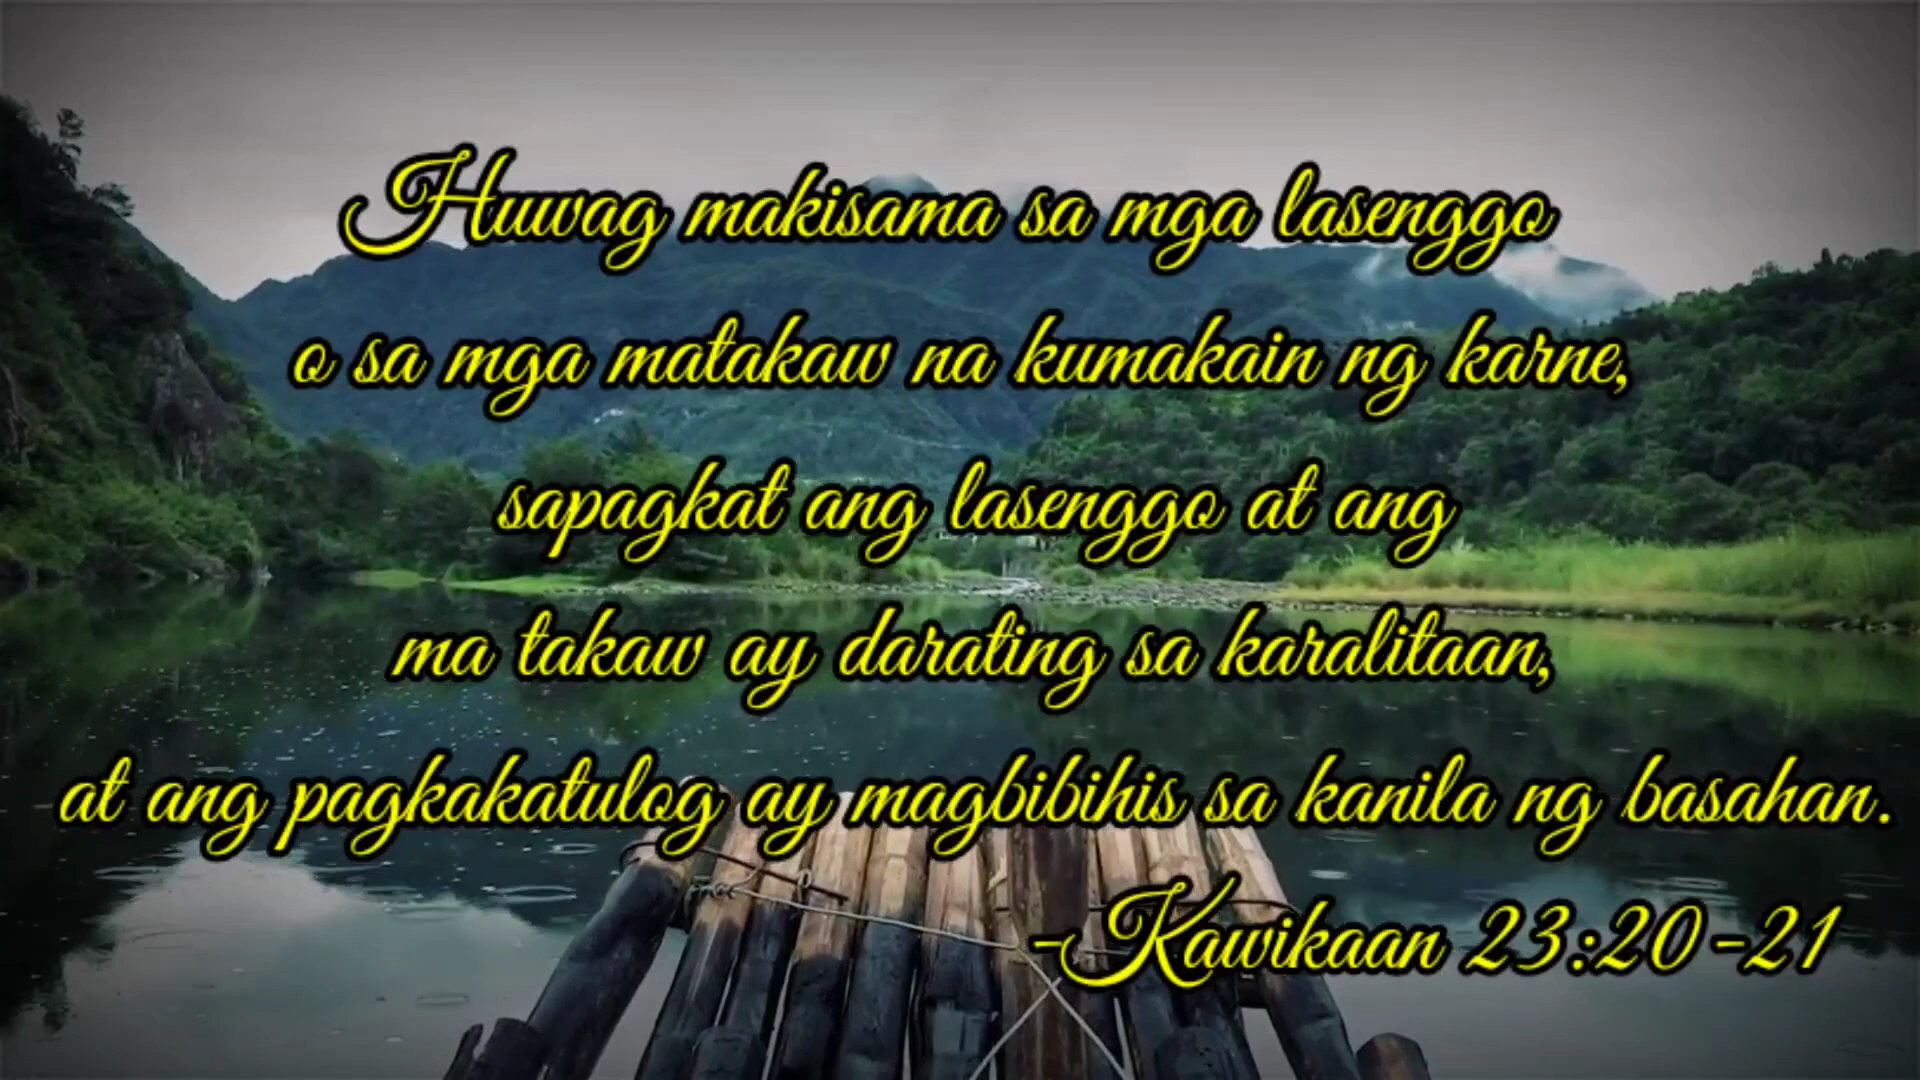 Huwag makisama sa mga lasenggo
o sa mga matakaw na kumakain ng karne,
sapagkat ang lasenggo at ang
ma takaw ay darating sa karalitaan,
at ang pagkakatulog ay magbibihis sa kanila ng basahan.
-Kawikaan 23:20-21